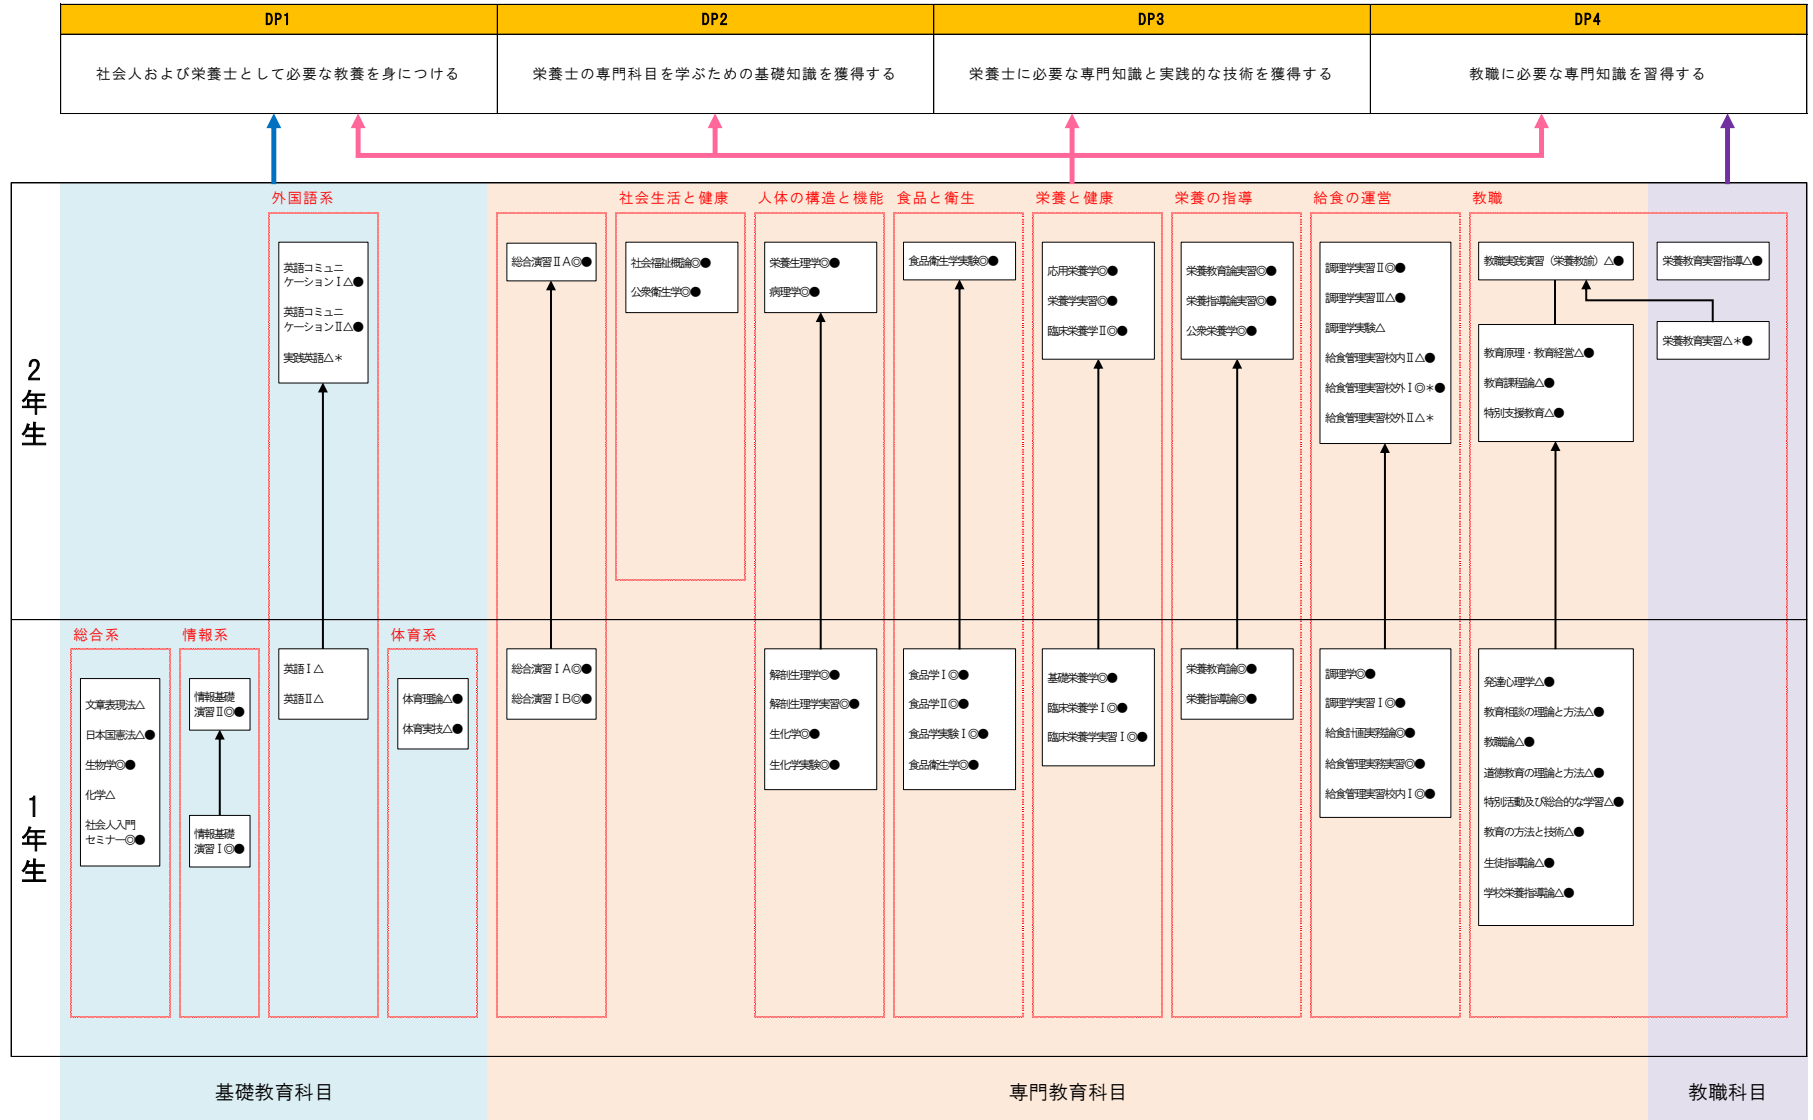 DP1
DP2
DP3
DP4
社会人および栄養士として必要な教養を身につける
栄養士の専門科目を学ぶための基礎知識を獲得する
栄養士に必要な専門知識と実践的な技術を獲得する
教職に必要な専門知識を習得する
2年生
外国語系
英語コミュニ
ケーションⅠ△●
英語コミュニ
ケーションⅡ△●
実践英語△＊
総合演習ⅡA◎●
社会生活と健康
社会福祉概論◎●
公衆衛生学◎●
人体の構造と機能
栄養生理学◎●
病理学◎●
食品と衛生
食品衛生学実験◎●
栄養と健康
応用栄養学◎●
栄養学実習◎●
臨床栄養学Ⅱ◎●
栄養の指導
栄養教育論実習◎●
栄養指導論実習◎●
公衆栄養学◎●
給食の運営
調理学実習Ⅱ◎●
調理学実習Ⅲ△●
調理学実験△
給食管理実習校内Ⅱ△●
給食管理実習校外Ⅰ◎＊●
給食管理実習校外Ⅱ△＊
教職
教職実践演習（栄養教諭）△●
教育原理・教育経営△●
教育課程論△●
特別支援教育△●
栄養教育実習指導△●
栄養教育実習△＊●
1年生
総合系
文章表現法△
日本国憲法△●
生物学◎●
化学△
社会人入門
セミナー◎●
情報系
情報基礎
演習Ⅱ◎●
情報基礎
演習Ⅰ◎●
英語Ⅰ△
英語Ⅱ△
体育系
体育理論△●
体育実技△●
総合演習ⅠA◎●
総合演習ⅠB◎●
解剖生理学◎●
解剖生理学実習◎●
生化学◎●
生化学実験◎●
食品学Ⅰ◎●
食品学Ⅱ◎●
食品学実験Ⅰ◎●
食品衛生学◎●
基礎栄養学◎●
臨床栄養学Ⅰ◎●
臨床栄養学実習Ⅰ◎●
栄養教育論◎●
栄養指導論◎●
調理学◎●
調理学実習Ⅰ◎●
給食計画実務論◎●
給食管理実務実習◎●
給食管理実習校内Ⅰ◎●
発達心理学△●
教育相談の理論と方法△●
教職論△●
道徳教育の理論と方法△●
特別活動及び総合的な学習△●
教育の方法と技術△●
生徒指導論△●
学校栄養指導論△●
基礎教育科目
専門教育科目
教職科目